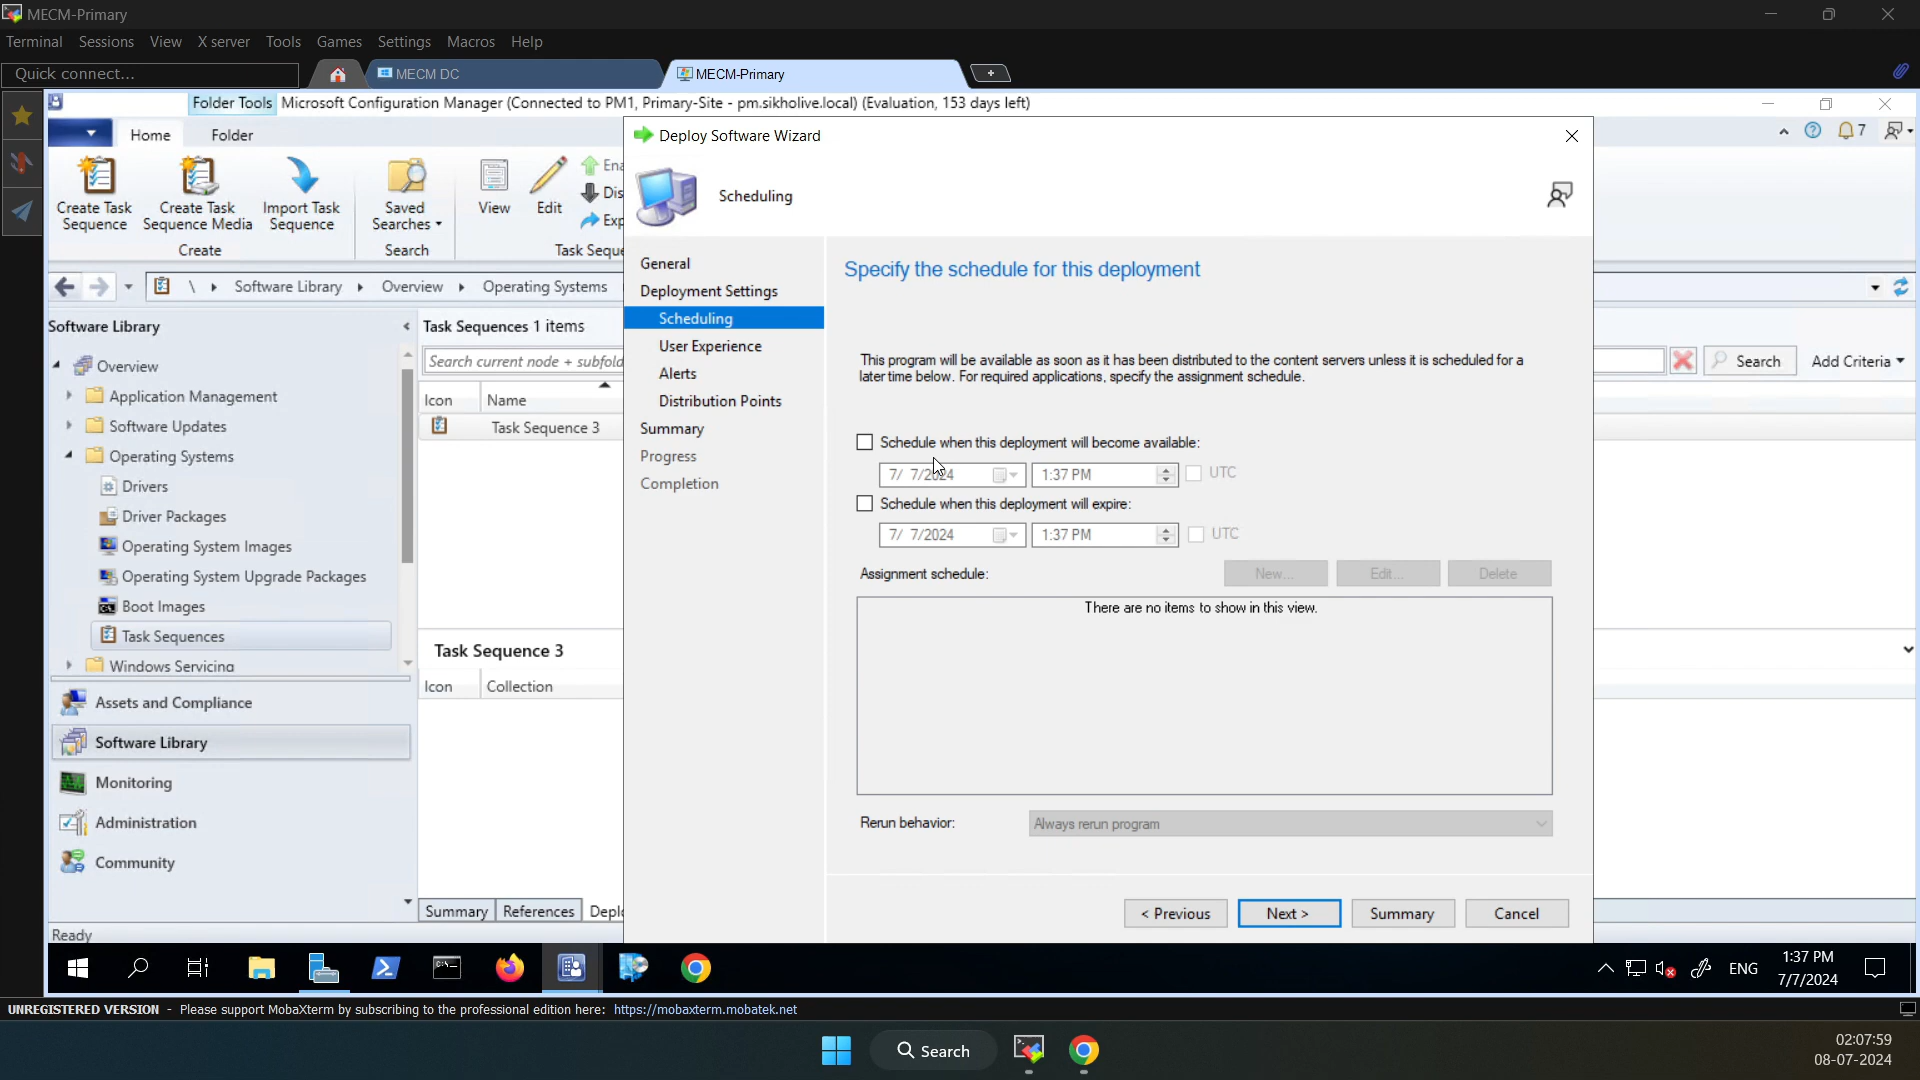 MECM-Primary
Terminal Sessions View X server Tools Games Settings Macros Help
Quick connect...
MECM DC
MECM-Primary
Folder Tools
Microsoft Configuration Manager (Connected to PM1, Primary-Site - pm.sikholive.local) (Evaluation, 153 days left)
Home Folder
7
Create Task Sequence
Create Task Sequence Media
Import Task Sequence
Create
Saved Searches
Search
View
Edit
Ena
Dis
Exp
Task Seque
\ Software Library Overview Operating Systems
Software Library
Overview
Application Management
Software Updates
Operating Systems
Drivers
Driver Packages
Operating System Images
Operating System Upgrade Packages
Boot Images
Task Sequences
Windows Servicing
Assets and Compliance
Software Library
Monitoring
Administration
Community
Ready
Task Sequences 1 items
Search current node + subfold
Icon Name
Task Sequence 3
Task Sequence 3
Icon Collection
Summary References Deplo
Search
Add Criteria
Deploy Software Wizard
Scheduling
General
Deployment Settings
Scheduling
User Experience
Alerts
Distribution Points
Summary
Progress
Completion
Specify the schedule for this deployment
This program will be available as soon as it has been distributed to the content servers unless it is scheduled for a
later time below. For required applications, specify the assignment schedule.
Schedule when this deployment will become available:
7/ 7/2024 1:37 PM UTC
Schedule when this deployment will expire:
7/ 7/2024 1:37 PM UTC
Assignment schedule:
New... Edit... Delete
There are no items to show in this view.
Rerun behavior: Always rerun program
< Previous Next > Summary Cancel
ENG
1:37 PM
7/7/2024
UNREGISTERED VERSION - Please support MobaXterm by subscribing to the professional edition here: https://mobaxterm.mobatek.net
Search
02:07:59
08-07-2024